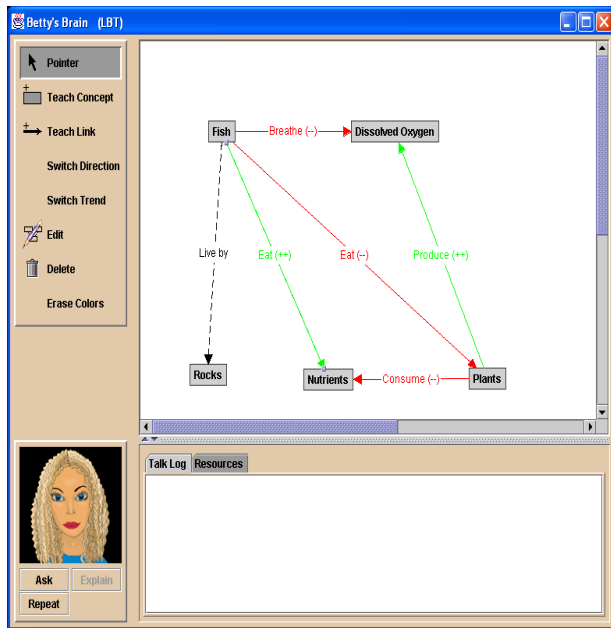 Betty's Brain (LBT)
Pointer
Teach Concept
Teach Link
Switch Direction
Switch Trend
Edit
Delete
Erase Colors
Fish
Breathe (--)
Dissolved Oxygen
Live by
Eat (++)
Eat (--)
Produce (++)
Rocks
Nutrients
Consume (--)
Plants
Talk Log
Resources
Ask
Explain
Repeat